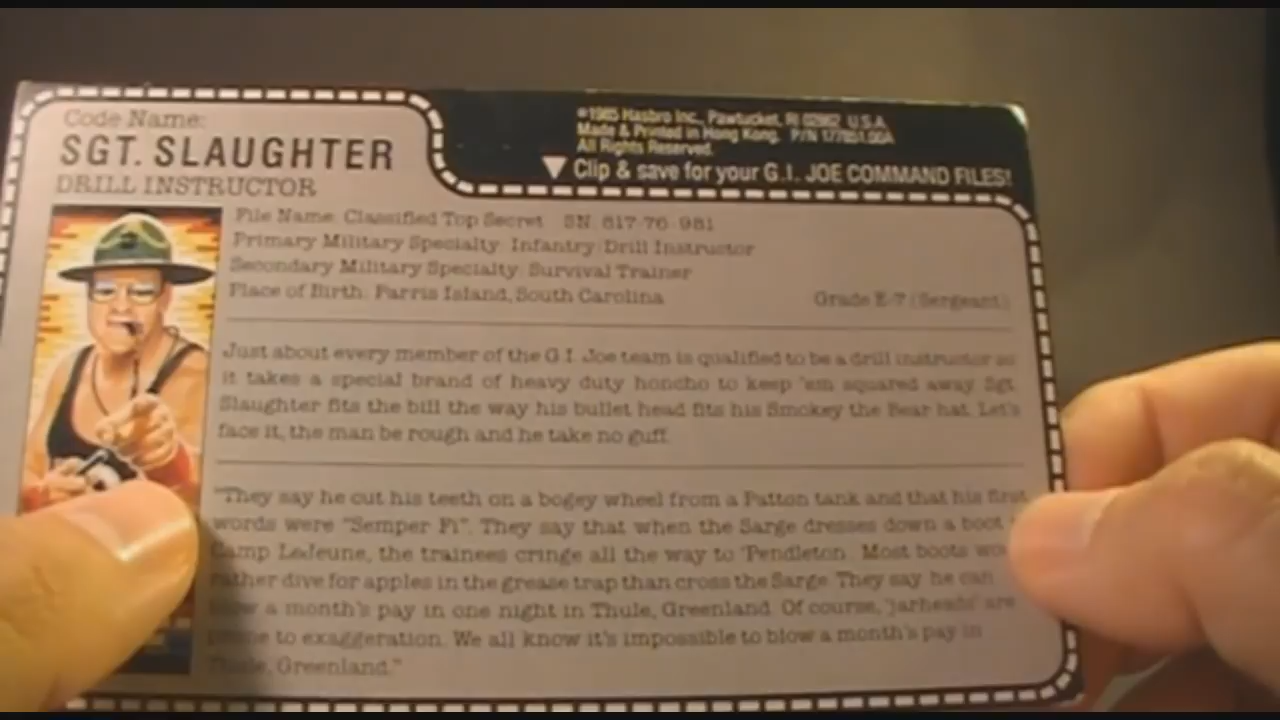 Code Name:
SGT. SLAUGHTER
DRILL INSTRUCTOR
©1985 Hasbro Inc., Pawtucket, RI 02862 U.S.A.
Made & Printed in Hong Kong. P/N 177851.00A
All Rights Reserved.
Clip & save for your G.I. JOE COMMAND FILES!
File Name: Classified Top Secret SN: 817-76-981
Primary Military Specialty: Infantry/Drill Instructor
Secondary Military Specialty: Survival Trainer
Place of Birth: Parris Island, South Carolina Grade E-7 (Sergeant)
Just about every member of the G.I. Joe team is qualified to be a drill instructor so
it takes a special brand of heavy duty honcho to keep 'em squared away. Sgt.
Slaughter fits the bill the way his bullet head fits his Smokey the Bear hat. Let's
face it, the man be rough and he take no guff.
"They say he cut his teeth on a bogey wheel from a Patton tank and that his first
words were "Semper Fi". They say that when the Sarge dresses down a boot
Camp LeJeune, the trainees cringe all the way to 'Pendleton. Most boots wo
rather dive for apples in the grease trap than cross the Sarge. They say he can
blow a month's pay in one night in Thule, Greenland. Of course, 'jarheads' are
prone to exaggeration. We all know it's impossible to blow a month's pay in
Thule, Greenland."